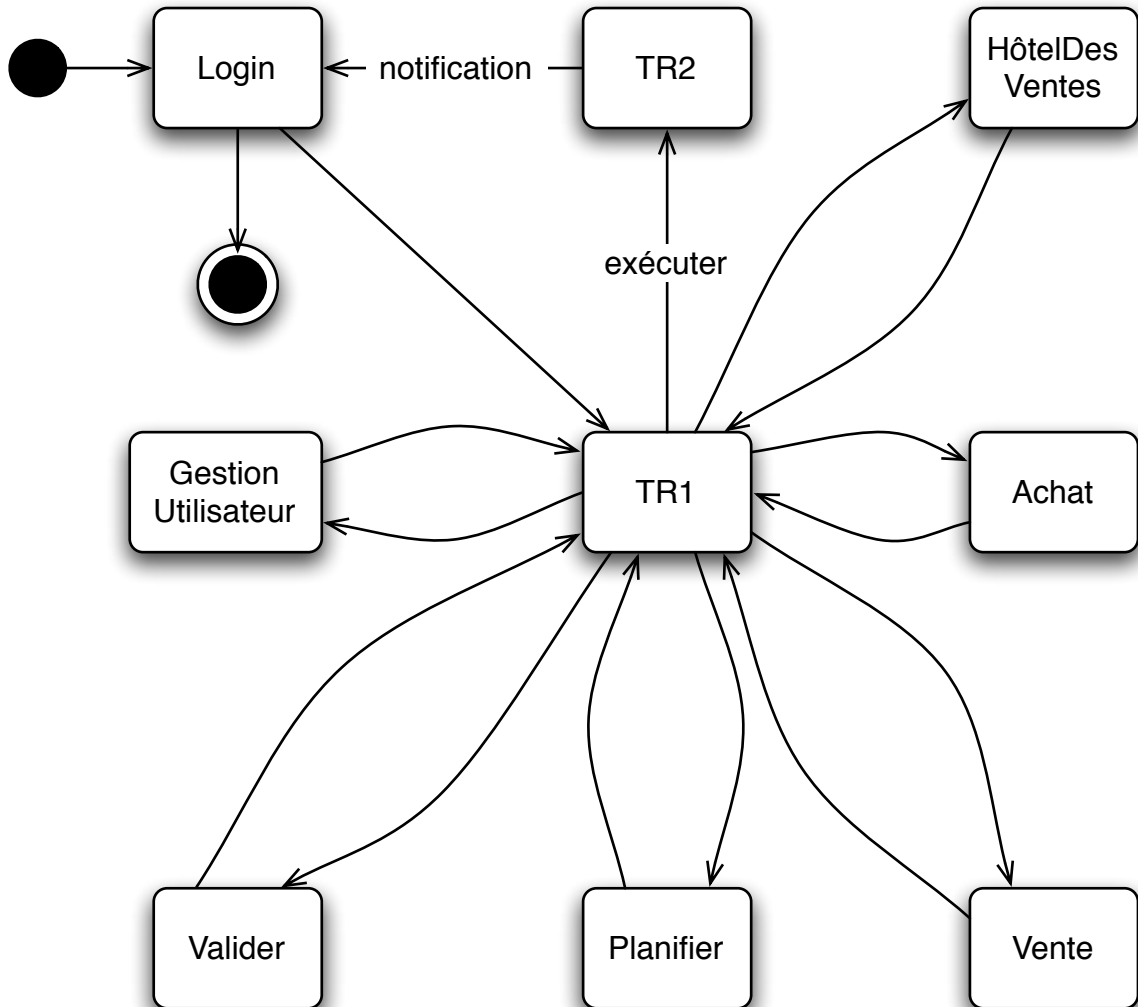 Login
notification
TR2
HôtelDes
Ventes
exécuter
Gestion
Utilisateur
TR1
Achat
Valider
Planifier
Vente